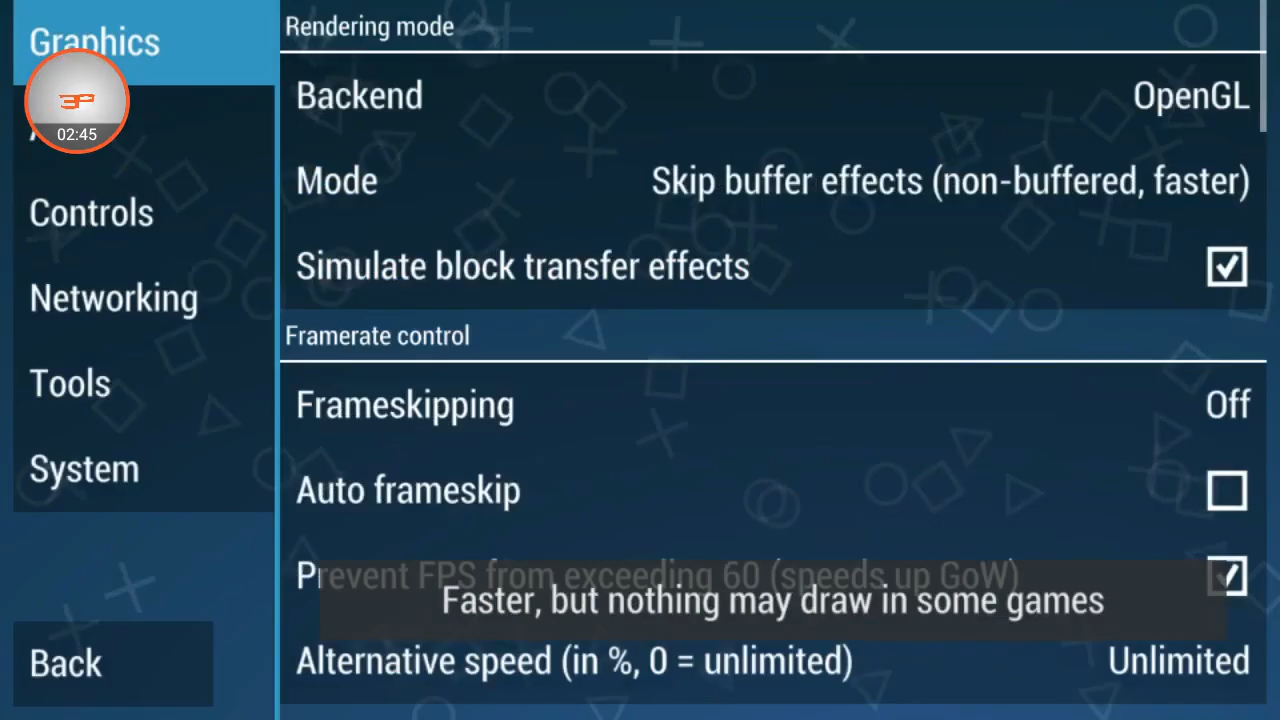 Graphics
02:45
Controls
Networking
Tools
System
Back
Rendering mode
Backend OpenGL
Mode Skip buffer effects (non-buffered, faster)
Simulate block transfer effects
Framerate control
Frameskipping Off
Auto frameskip
Prevent FPS from exceeding 60 (speeds up GoW)
Faster, but nothing may draw in some games
Alternative speed (in %, 0 = unlimited) Unlimited